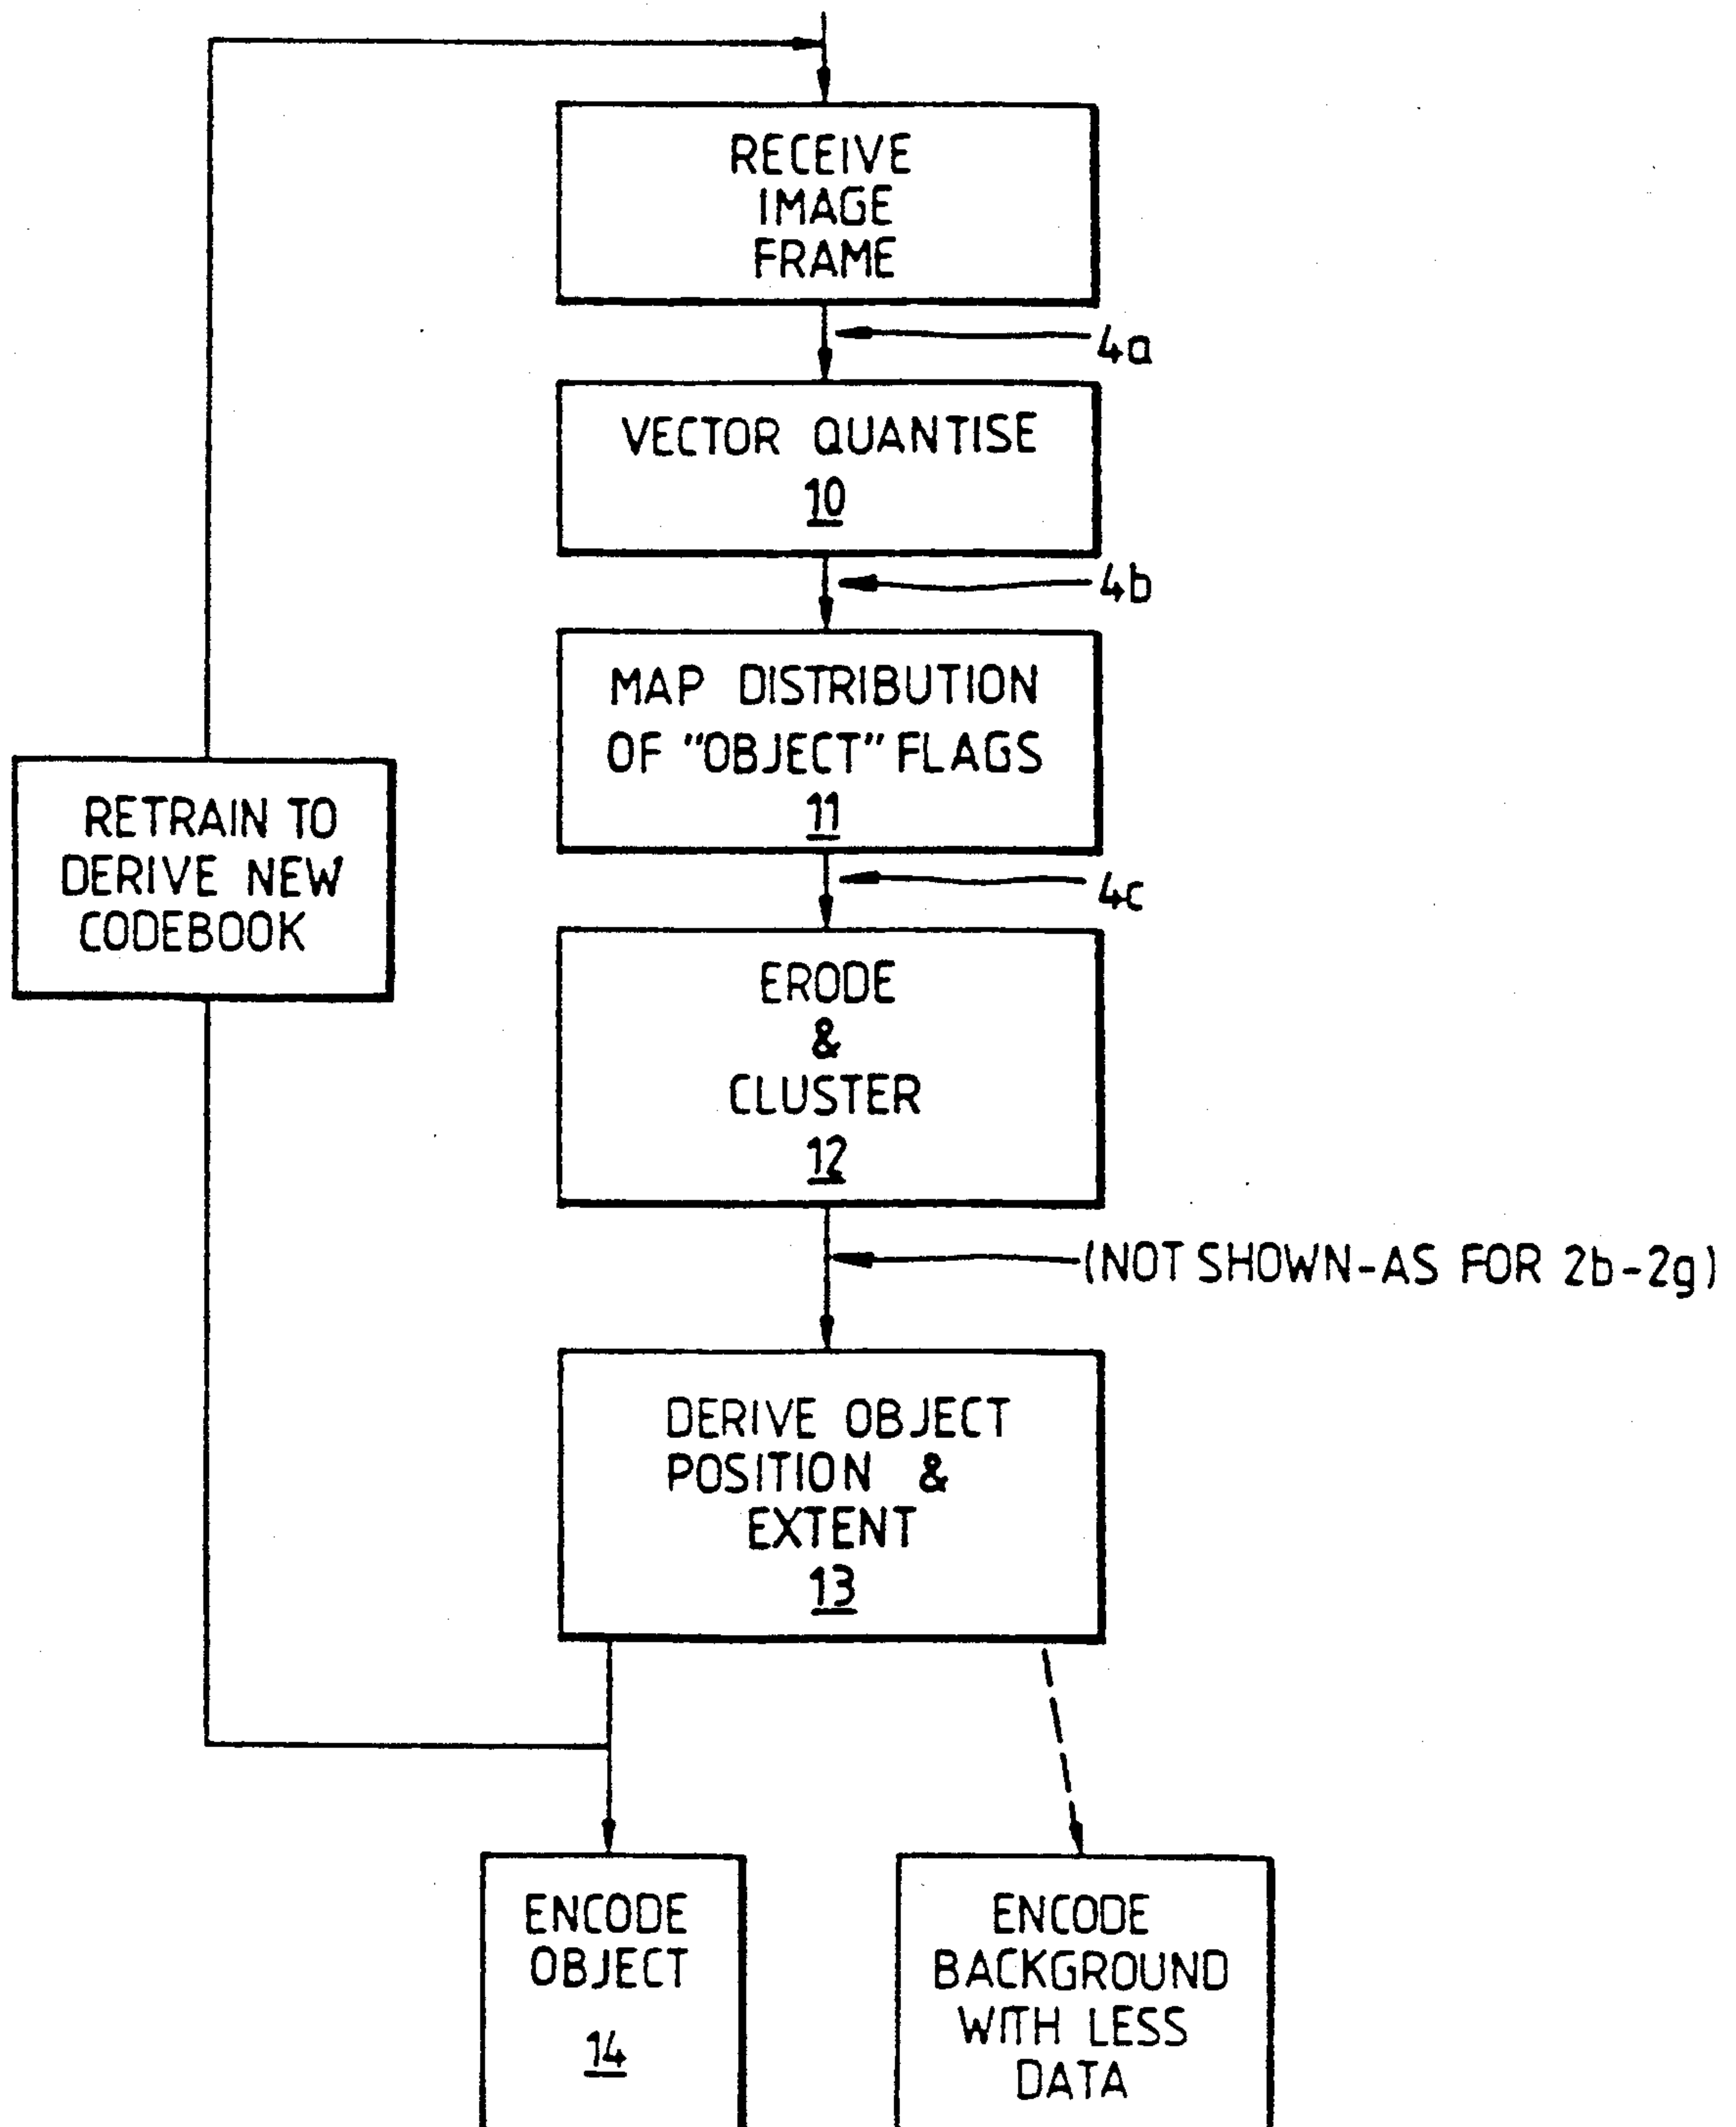 RECEIVE
IMAGE
FRAME
4a
VECTOR QUANTISE
10
4b
MAP DISTRIBUTION
OF "OBJECT" FLAGS
11
RETRAIN TO
DERIVE NEW
CODEBOOK
4c
ERODE
&
CLUSTER
12
(NOT SHOWN-AS FOR 2b-2g)
DERIVE OBJECT
POSITION &
EXTENT
13
ENCODE
OBJECT
14
ENCODE
BACKGROUND
WITH LESS
DATA